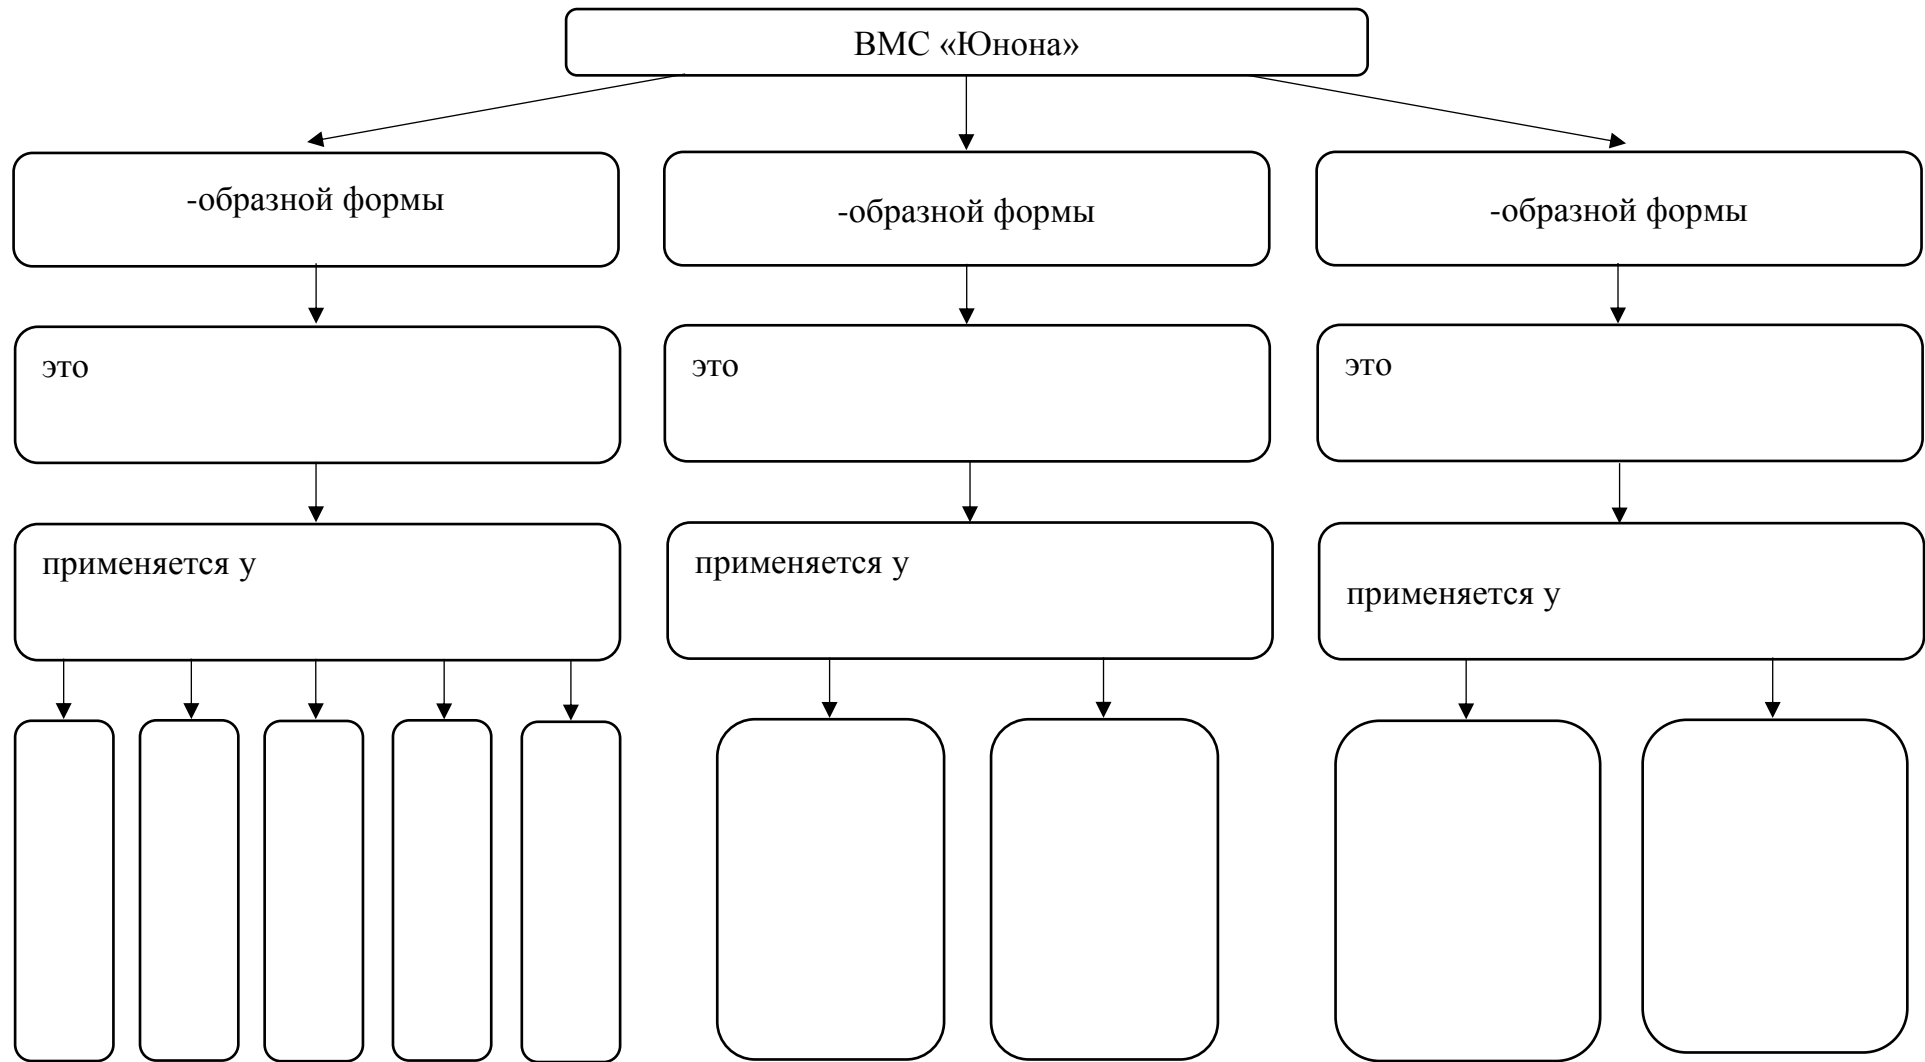 ВМС «Юнона»
-образной формы
-образной формы
-образной формы
это
это
это
применяется у
применяется у
применяется у